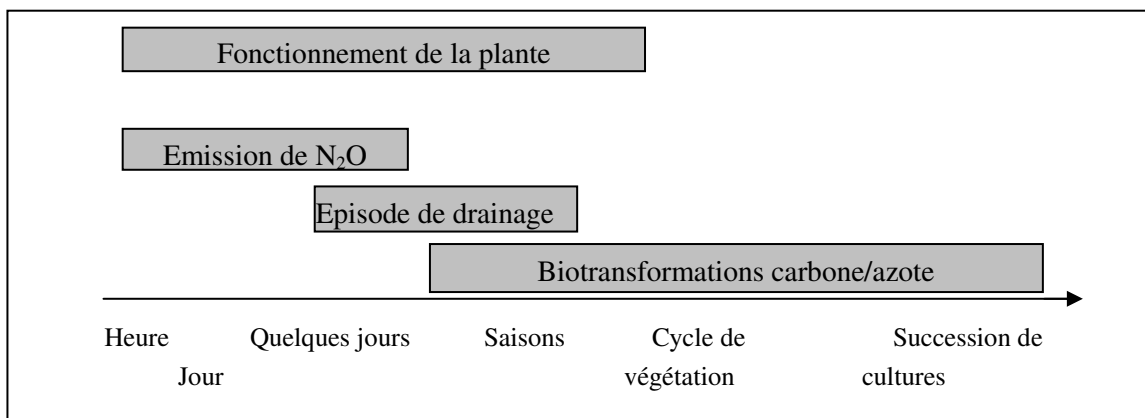 Fonctionnement de la plante
Emission de N₂O
Episode de drainage
Biotransformations carbone/azote
Heure Quelques jours Saisons Cycle de Succession de
Jour végétation cultures